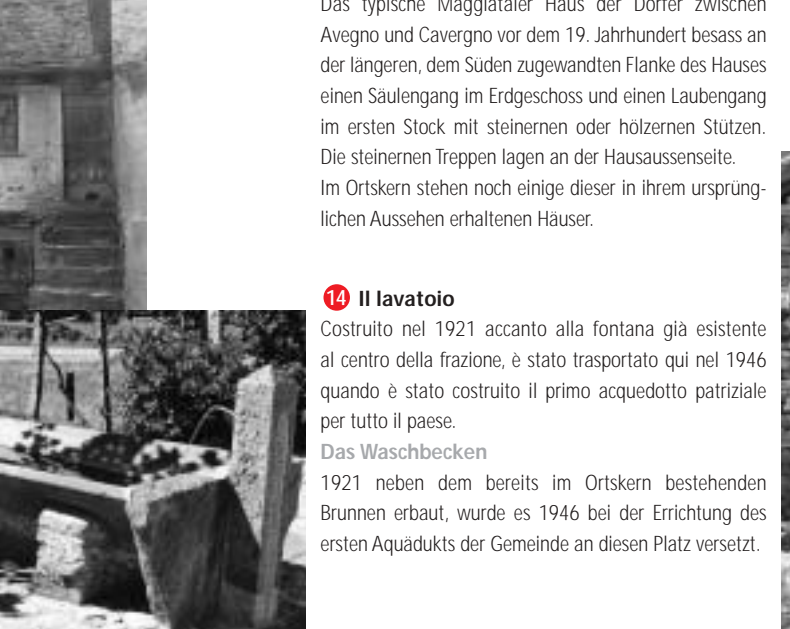 Das typische Maggiataler Haus der Dörfer zwischen
Avegno und Cavergno vor dem 19. Jahrhundert besass an
der längeren, dem Süden zugewandten Flanke des Hauses
einen Säulengang im Erdgeschoss und einen Laubengang
im ersten Stock mit steinernen oder hölzernen Stützen.
Die steinernen Treppen lagen an der Hausaussenseite.
Im Ortskern stehen noch einige dieser in ihrem ursprüng-
lichen Aussehen erhaltenen Häuser.
14 Il lavatoio
Costruito nel 1921 accanto alla fontana già esistente
al centro della frazione, è stato trasportato qui nel 1946
quando è stato costruito il primo acquedotto patriziale
per tutto il paese.
Das Waschbecken
1921 neben dem bereits im Ortskern bestehenden
Brunnen erbaut, wurde es 1946 bei der Errichtung des
ersten Aquädukts der Gemeinde an diesen Platz versetzt.